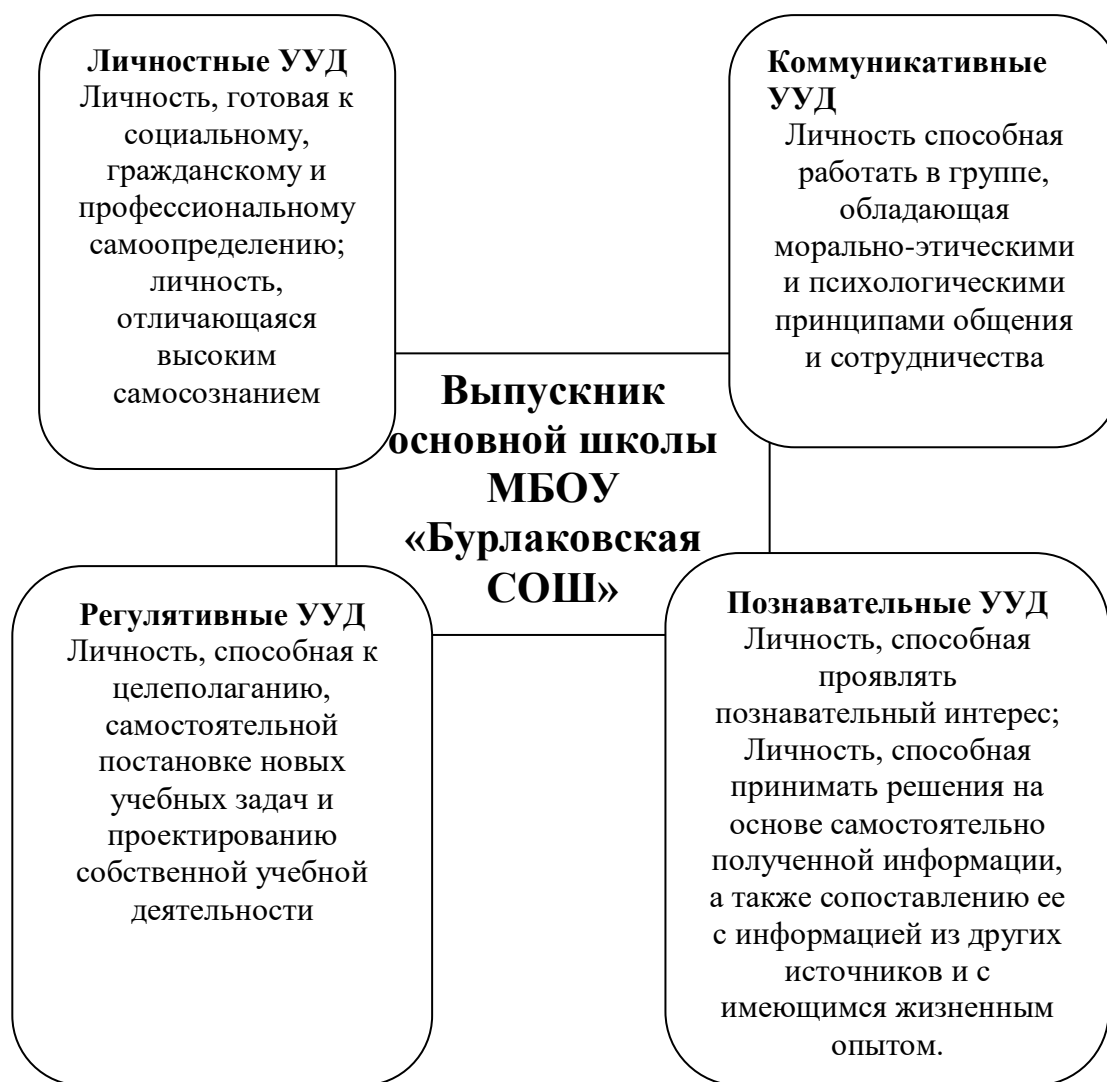 Личностные УУД
Личность, готовая к
социальному,
гражданскому и
профессиональному
самоопределению;
личность,
отличающаяся
высоким
самосознанием
Коммуникативные
УУД
Личность способная
работать в группе,
обладающая
морально-этическими
и психологическими
принципами общения
и сотрудничества
Выпускник
основной школы
МБОУ
«Бурлаковская
СОШ»
Регулятивные УУД
Личность, способная к
целеполаганию,
самостоятельной
постановке новых
учебных задач и
проектированию
собственной учебной
деятельности
Познавательные УУД
Личность, способная
проявлять
познавательный интерес;
Личность, способная
принимать решения на
основе самостоятельно
полученной информации,
а также сопоставлению ее
с информацией из других
источников и с
имеющимся жизненным
опытом.